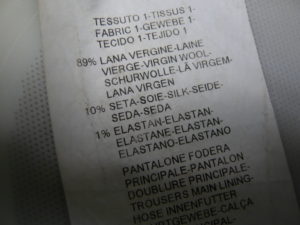 TESSUTO 1-TISSUS 1-
FABRIC 1-GEWEBE 1-
TECIDO 1-TEJIDO 1-
89% LANA VERGINE-LAINE
VIERGE-VIRGIN WOOL-
SCHURWOLLE-LÃ VIRGEM-
LANA VIRGEN
10% SETA-SOIE-SILK-SEIDE-
SEDA-SEDA
1% ELASTAN-ELASTAN-
ELASTAN-ELASTANE-
ELASTANO-ELASTANO
PANTALONE FODERA
PRINCIPALE-PANTALON
DOUBLURE PRINCIPALE-
TROUSERS MAIN LINING-
HOSE INNENFUTTER